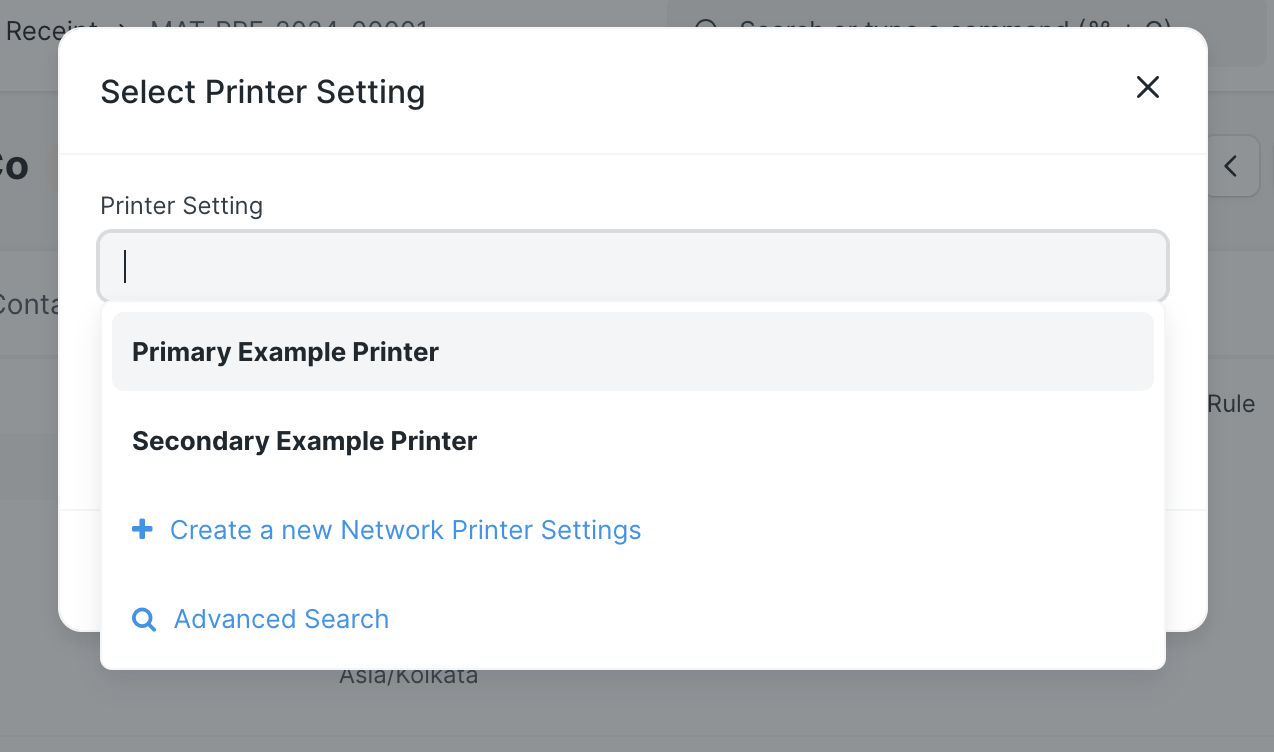 Receipt > MAT-PRE-2024-00001
Search or type a command (⌘ + G)
Select Printer Setting
Co
Printer Setting
Conta
Primary Example Printer
Rule
Secondary Example Printer
Create a new Network Printer Settings
Advanced Search
Asia/Kolkata